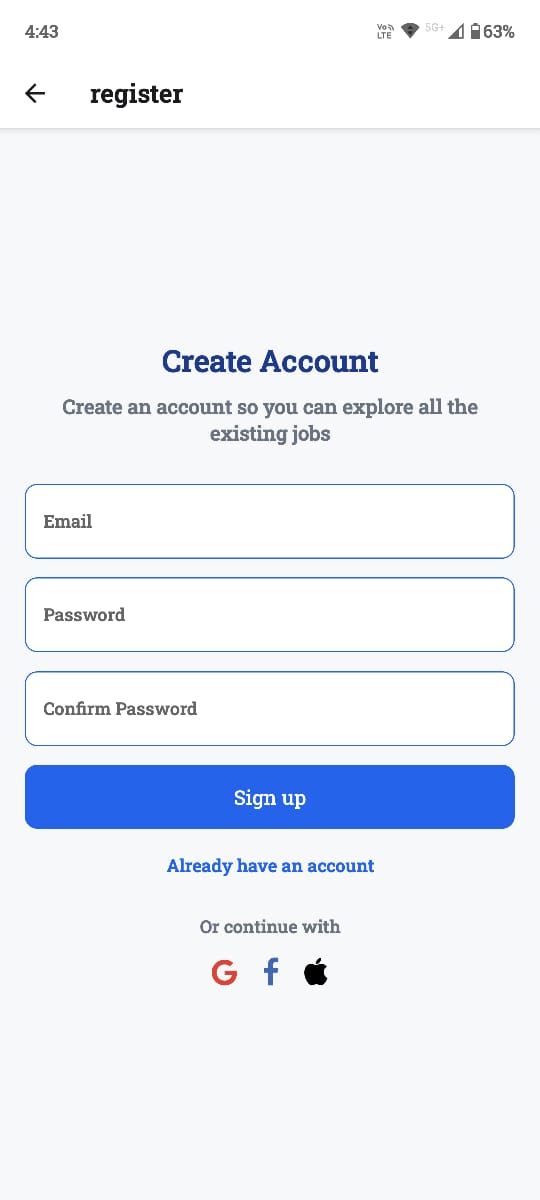 4:43
Vo LTE 5G+ 63%
register
Create Account
Create an account so you can explore all the
existing jobs
Email
Password
Confirm Password
Sign up
Already have an account
Or continue with
G f